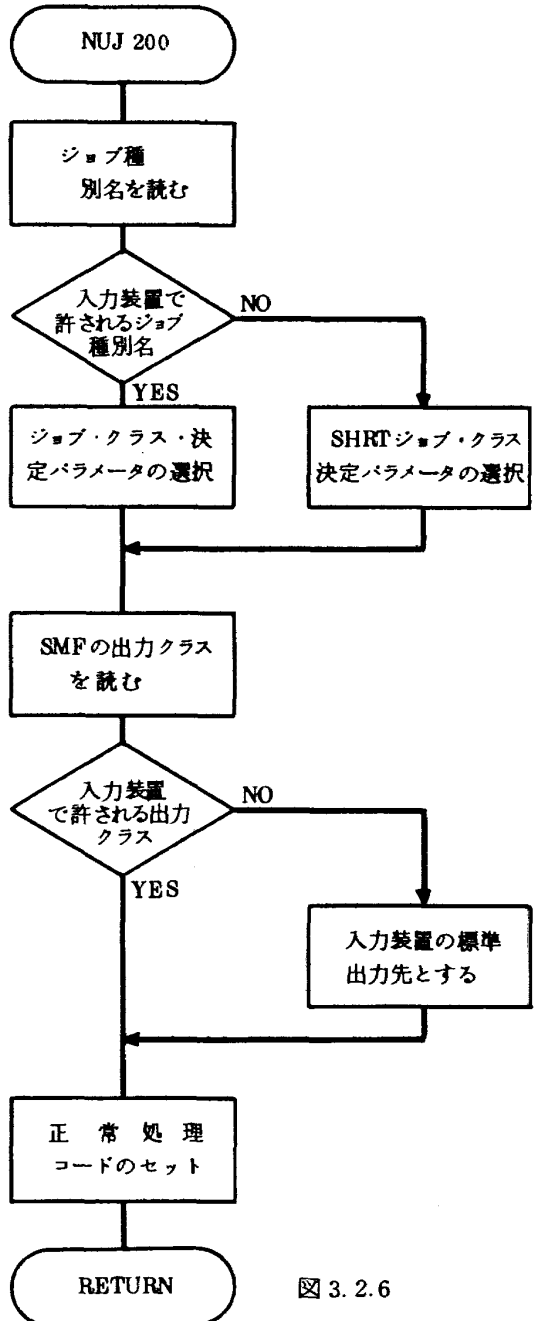 NUJ 200
ジョブ種
別名を読む
入力装置で
許されるジョブ
種別名
NO
YES
ジョブ・クラス・決
定パラメータの選択
SHRTジョブ・クラス
決定パラメータの選択
SMFの出力クラス
を読む
入力装置
で許される出力
クラス
NO
YES
入力装置の標準
出力先とする
正常処理
コードのセット
RETURN
図 3.2.6